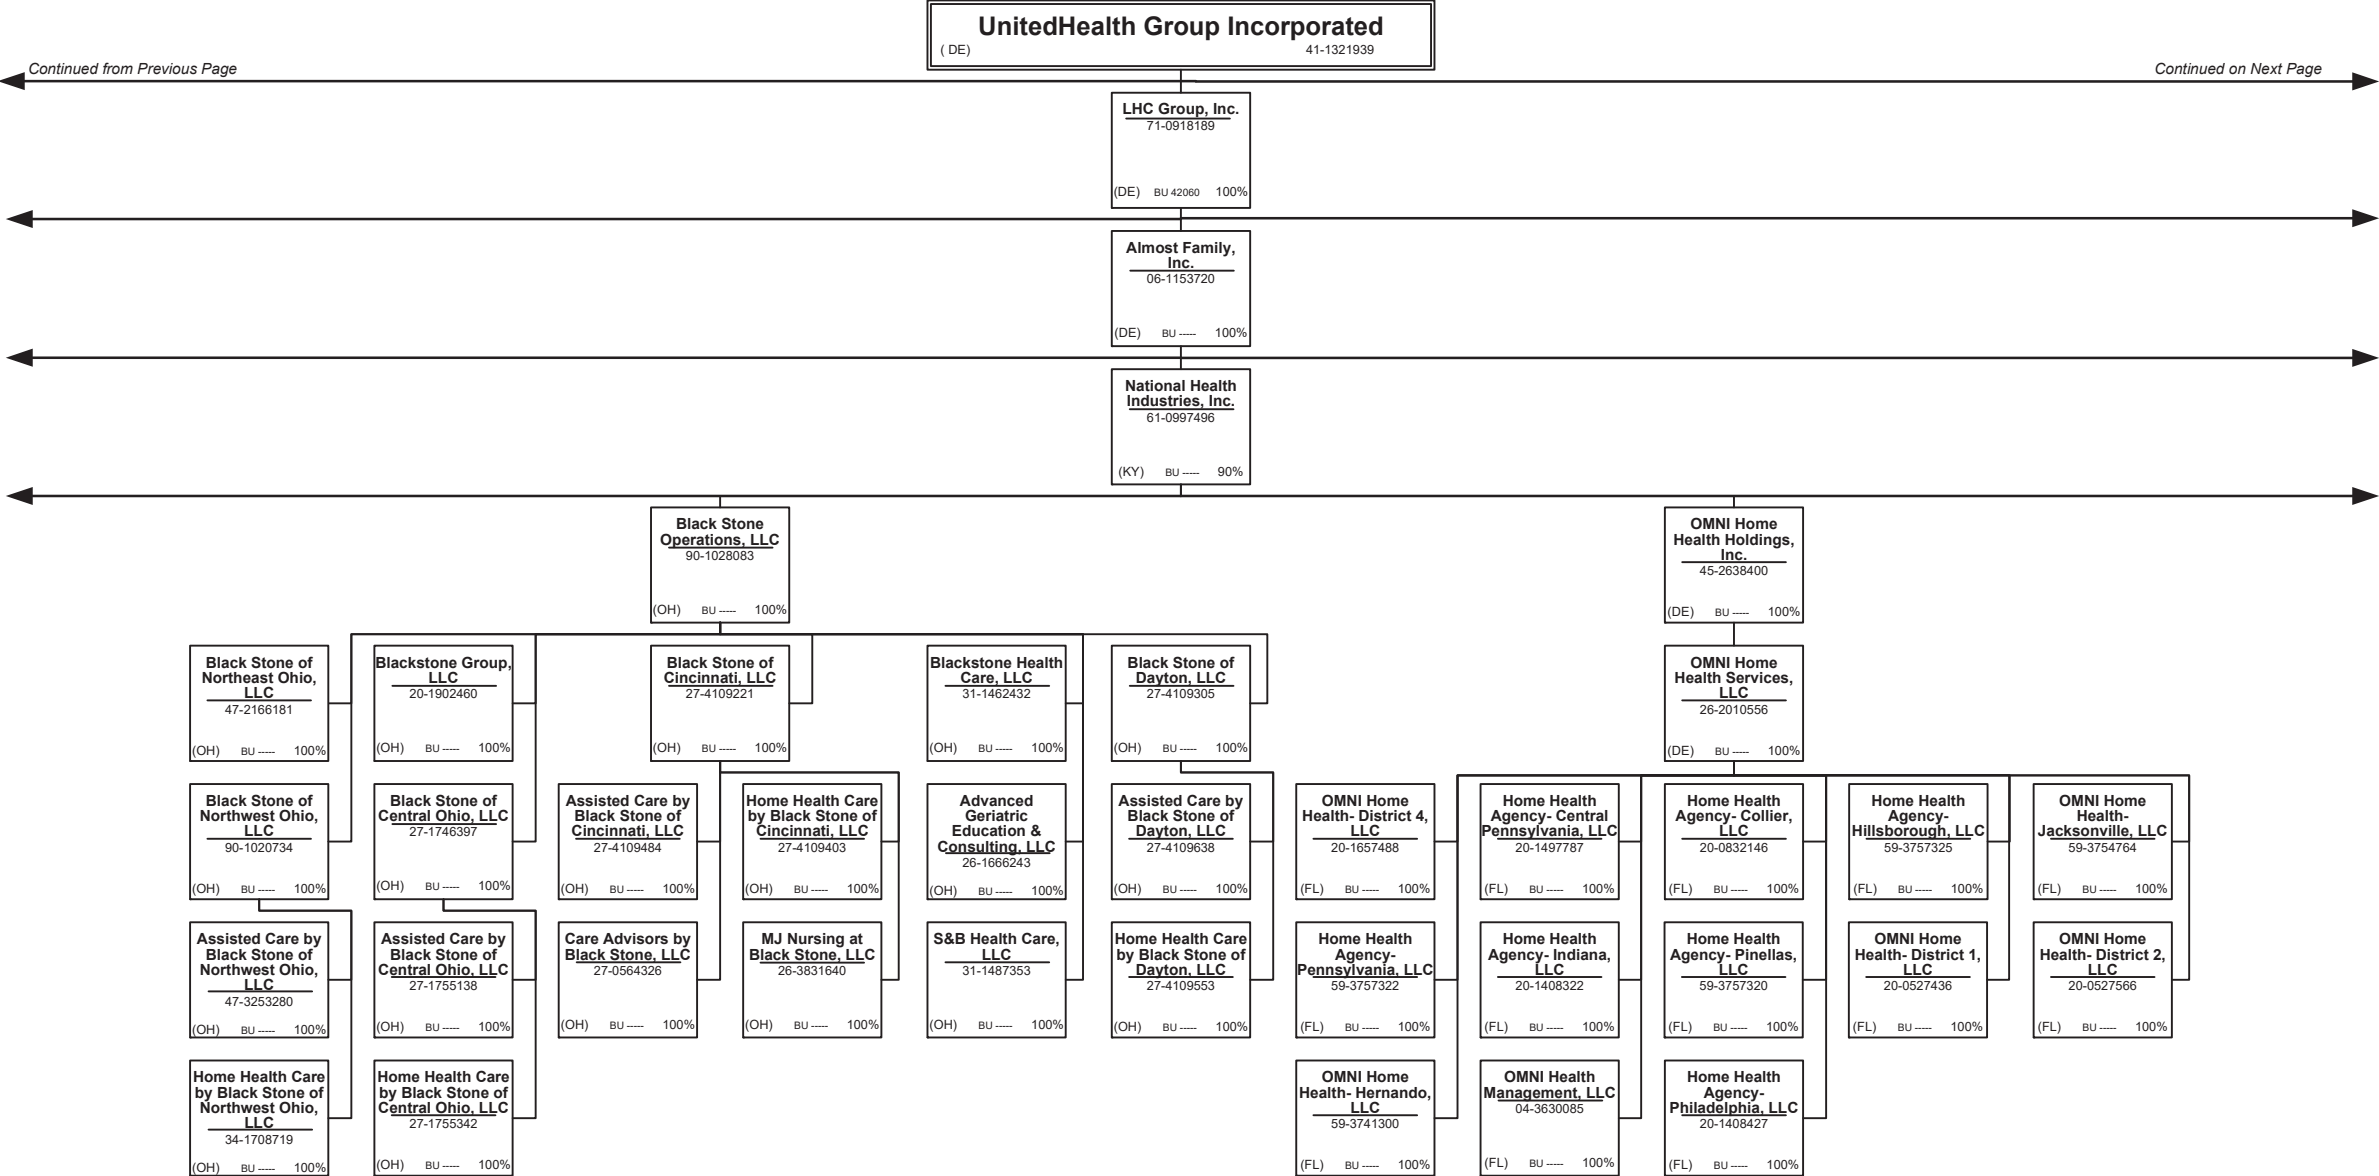 UnitedHealth Group Incorporated
( DE) 41-1321939
Continued from Previous Page
Continued on Next Page
LHC Group, Inc.
71-0918189
(DE) BU 42060 100%
Almost Family,
Inc.
06-1153720
(DE) BU ----- 100%
National Health
Industries, Inc.
61-0997496
(KY) BU ----- 90%
Black Stone
Operations, LLC
90-1028083
(OH) BU ----- 100%
OMNI Home
Health Holdings,
Inc.
45-2638400
(DE) BU ----- 100%
Black Stone of
Northeast Ohio,
LLC
47-2166181
(OH) BU ----- 100%
Blackstone Group,
LLC
20-1902460
(OH) BU ----- 100%
Black Stone of
Cincinnati, LLC
27-4109221
(OH) BU ----- 100%
Blackstone Health
Care, LLC
31-1462432
(OH) BU ----- 100%
Black Stone of
Dayton, LLC
27-4109305
(OH) BU ----- 100%
OMNI Home
Health Services,
LLC
26-2010556
(DE) BU ----- 100%
Black Stone of
Northwest Ohio,
LLC
90-1020734
(OH) BU ----- 100%
Black Stone of
Central Ohio, LLC
27-1746397
(OH) BU ----- 100%
Assisted Care by
Black Stone of
Cincinnati, LLC
27-4109484
(OH) BU ----- 100%
Home Health Care
by Black Stone of
Cincinnati, LLC
27-4109403
(OH) BU ----- 100%
Advanced
Geriatric
Education &
Consulting, LLC
26-1666243
(OH) BU ----- 100%
Assisted Care by
Black Stone of
Dayton, LLC
27-4109638
(OH) BU ----- 100%
OMNI Home
Health- District 4,
LLC
20-1657488
(FL) BU ----- 100%
Home Health
Agency- Central
Pennsylvania, LLC
20-1497787
(FL) BU ----- 100%
Home Health
Agency- Collier,
LLC
20-0832146
(FL) BU ----- 100%
Home Health
Agency-
Hillsborough, LLC
59-3757325
(FL) BU ----- 100%
OMNI Home
Health-
Jacksonville, LLC
59-3754764
(FL) BU ----- 100%
Assisted Care by
Black Stone of
Northwest Ohio,
LLC
47-3253280
(OH) BU ----- 100%
Assisted Care by
Black Stone of
Central Ohio, LLC
27-1755138
(OH) BU ----- 100%
Care Advisors by
Black Stone, LLC
27-0564326
(OH) BU ----- 100%
MJ Nursing at
Black Stone, LLC
26-3831640
(OH) BU ----- 100%
S&B Health Care,
LLC
31-1487353
(OH) BU ----- 100%
Home Health Care
by Black Stone of
Dayton, LLC
27-4109553
(OH) BU ----- 100%
Home Health
Agency-
Pennsylvania, LLC
59-3757322
(FL) BU ----- 100%
Home Health
Agency- Indiana,
LLC
20-1408322
(FL) BU ----- 100%
Home Health
Agency- Pinellas,
LLC
59-3757320
(FL) BU ----- 100%
OMNI Home
Health- District 1,
LLC
20-0527436
(FL) BU ----- 100%
OMNI Home
Health- District 2,
LLC
20-0527566
(FL) BU ----- 100%
Home Health Care
by Black Stone of
Northwest Ohio,
LLC
34-1708719
(OH) BU ----- 100%
Home Health Care
by Black Stone of
Central Ohio, LLC
27-1755342
(OH) BU ----- 100%
OMNI Home
Health- Hernando,
LLC
59-3741300
(FL) BU ----- 100%
OMNI Health
Management, LLC
04-3630085
(FL) BU ----- 100%
Home Health
Agency-
Philadelphia, LLC
20-1408427
(FL) BU ----- 100%